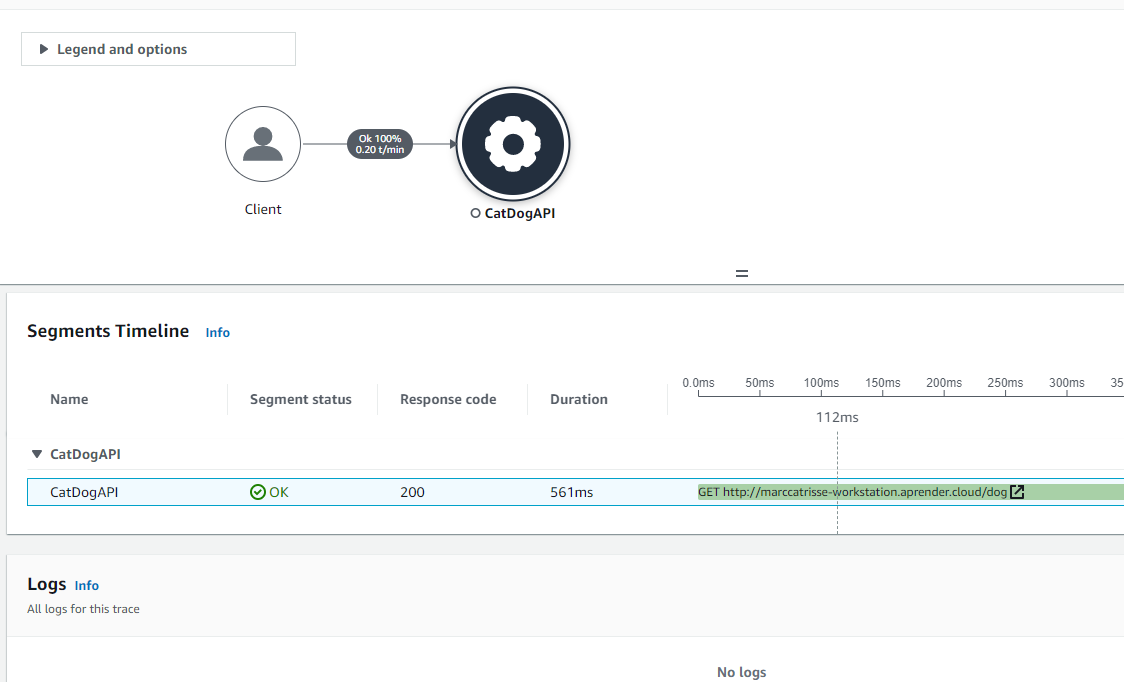 Legend and options
Ok 100%
0.20 t/min
Client
CatDogAPI
Segments Timeline Info
Name Segment status Response code Duration
0.0ms 50ms 100ms 150ms 200ms 250ms 300ms 35
112ms
CatDogAPI
CatDogAPI OK 200 561ms GET http://marccatrisse-workstation.aprender.cloud/dog
Logs Info
All logs for this trace
No logs